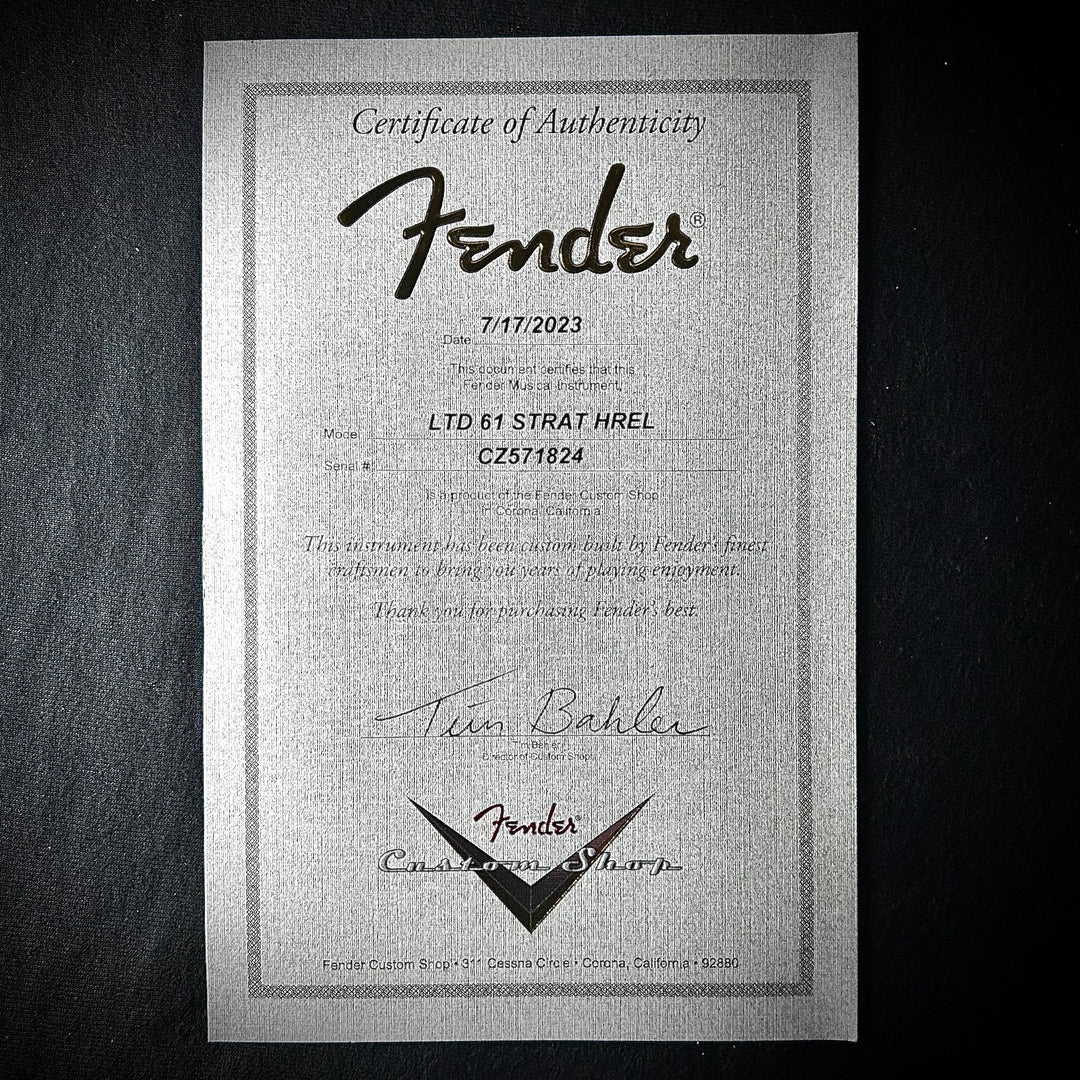 Certificate of Authenticity
Fender®
7/17/2023
Date
This document certifies that this
Fender Musical Instrument,
LTD 61 STRAT HREL
Model
CZ571824
Serial #
is a product of the Fender Custom Shop
in Corona, California
This instrument has been custom built by Fender's finest
craftsmen to bring you years of playing enjoyment.
Thank you for purchasing Fender's best.
Tim Bahler
Tim Bahler
Director of Custom Shop
Fender
Custom Shop
Fender Custom Shop • 311 Cessna Circle • Corona, California • 92880